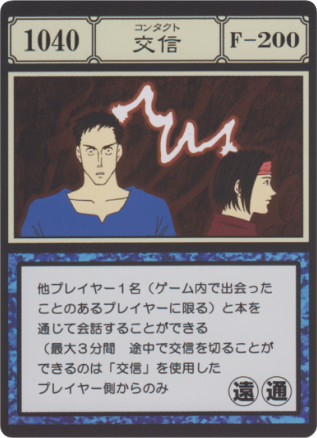 1040
コンタクト
交信
F-200
他プレイヤー1名（ゲーム内で出会った
ことのあるプレイヤーに限る）と本を
通じて会話することができる
（最大3分間　途中で交信を切ることが
できるのは「交信」を使用した
プレイヤー側からのみ
遠 通